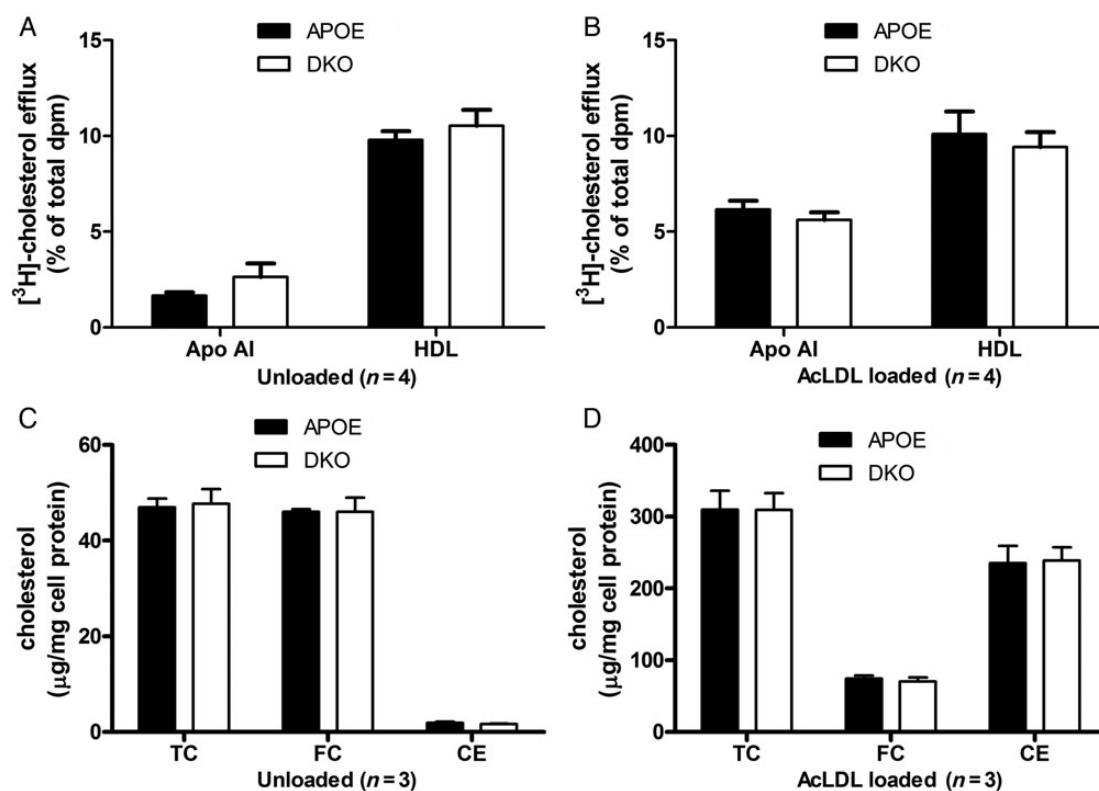 A
APOE
DKO
[³H]-cholesterol efflux
(% of total dpm)
15
10
5
0
Apo AI
HDL
Unloaded (n = 4)
B
APOE
DKO
[³H]-cholesterol efflux
(% of total dpm)
15
10
5
0
Apo AI
HDL
AcLDL loaded (n = 4)
C
APOE
DKO
cholesterol
(μg/mg cell protein)
60
40
20
0
TC
FC
CE
Unloaded (n = 3)
D
APOE
DKO
cholesterol
(μg/mg cell protein)
400
300
200
100
0
TC
FC
CE
AcLDL loaded (n = 3)